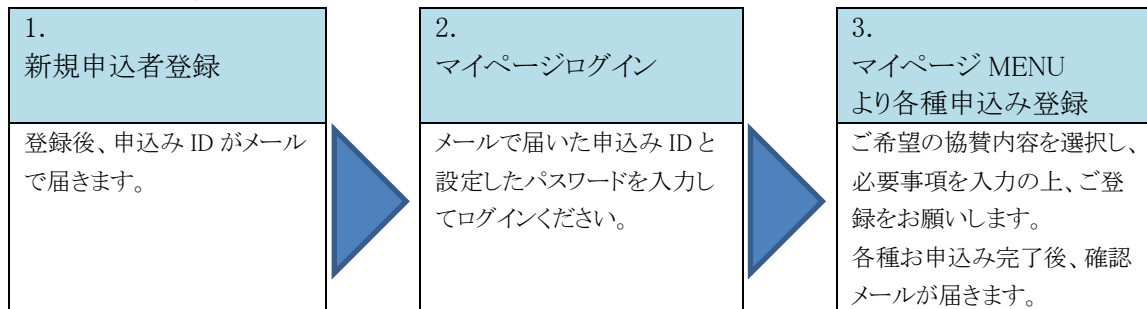 1.
新規申込者登録
登録後、申込み ID がメール
で届きます。
2.
マイページログイン
メールで届いた申込み ID と
設定したパスワードを入力し
てログインください。
3.
マイページ MENU
より各種申込み登録
ご希望の協賛内容を選択し、
必要事項を入力の上、ご登
録をお願いします。
各種お申込み完了後、確認
メールが届きます。